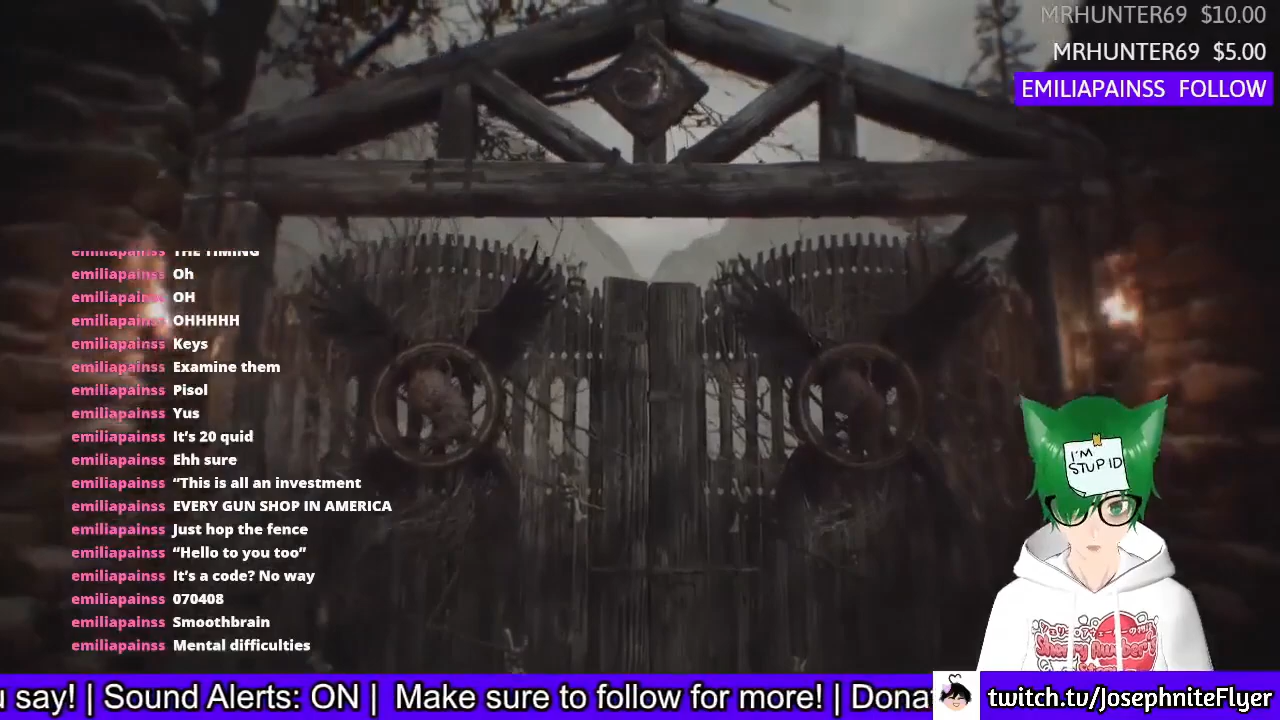 MRHUNTER69 $10.00
MRHUNTER69 $5.00
EMILIAPAINSS FOLLOW
emiliapainss THE TIMING
emiliapainss Oh
emiliapainss OH
emiliapainss OHHHHH
emiliapainss Keys
emiliapainss Examine them
emiliapainss Pisol
emiliapainss Yus
emiliapainss It’s 20 quid
emiliapainss Ehh sure
emiliapainss “This is all an investment
emiliapainss EVERY GUN SHOP IN AMERICA
emiliapainss Just hop the fence
emiliapainss “Hello to you too”
emiliapainss It’s a code? No way
emiliapainss 070408
emiliapainss Smoothbrain
emiliapainss Mental difficulties
I'M
STUPID
u say! | Sound Alerts: ON | Make sure to follow for more! | Donat
twitch.tv/JosephniteFlyer